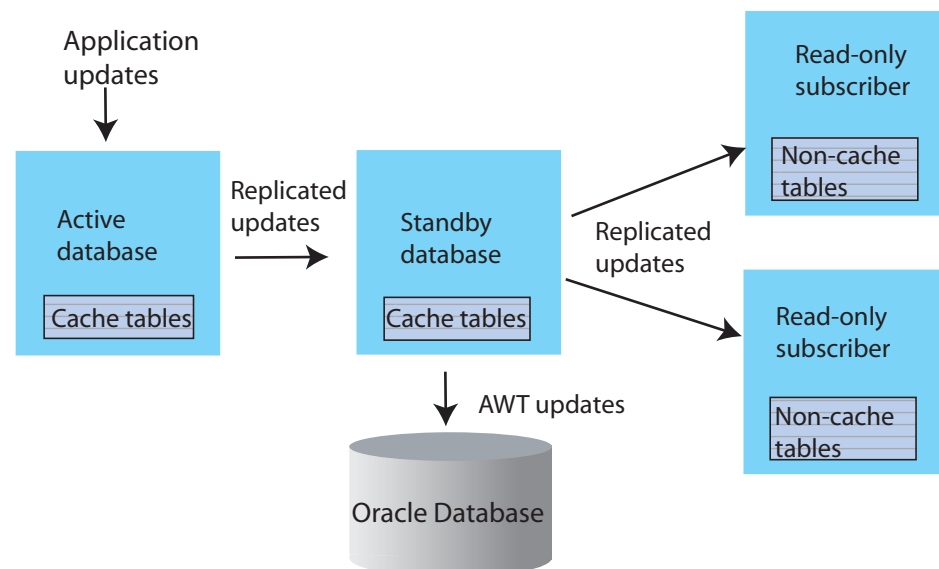 Application
updates
Active
database
Cache tables
Replicated
updates
Standby
database
Cache tables
AWT updates
Oracle Database
Replicated
updates
Read-only
subscriber
Non-cache
tables
Read-only
subscriber
Non-cache
tables